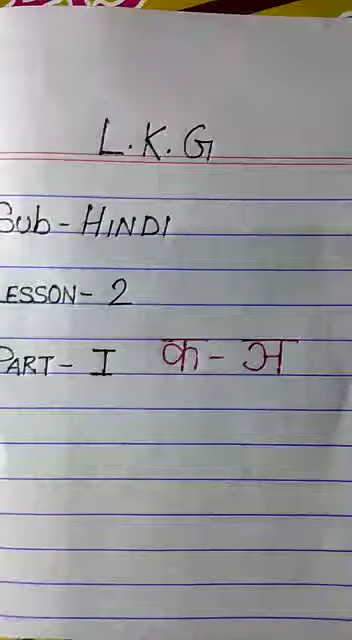 L.K.G
Sub - HINDI
LESSON - 2
PART - I क - ञ